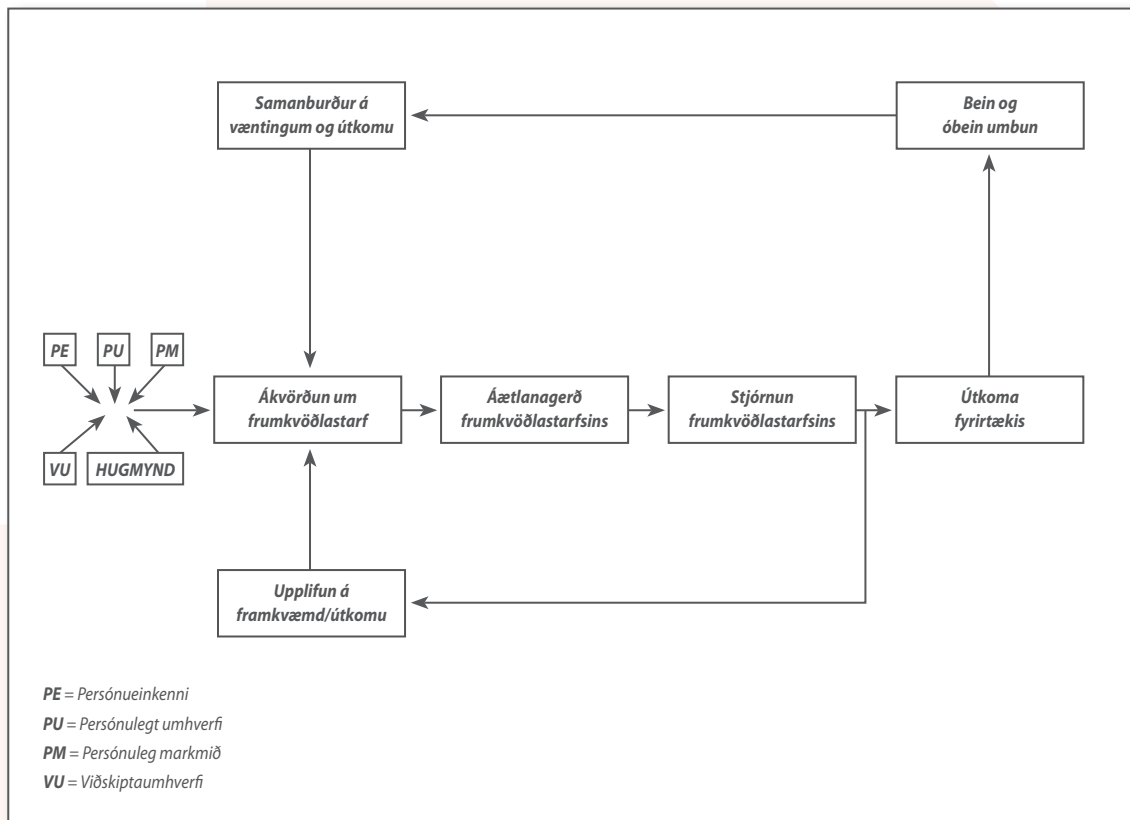 Samanburður á
væntingum og útkomu
Bein og
óbein umbun
PE
PU
PM
VU
HUGMYND
Ákvörðun um
frumkvöðlastarf
Áætlanagerð
frumkvöðlastarfsins
Stjórnun
frumkvöðlastarfsins
Útkoma
fyrirtækis
Upplifun á
framkvæmd/útkomu
PE = Persónueinkenni
PU = Persónulegt umhverfi
PM = Persónuleg markmið
VU = Viðskiptaumhverfi